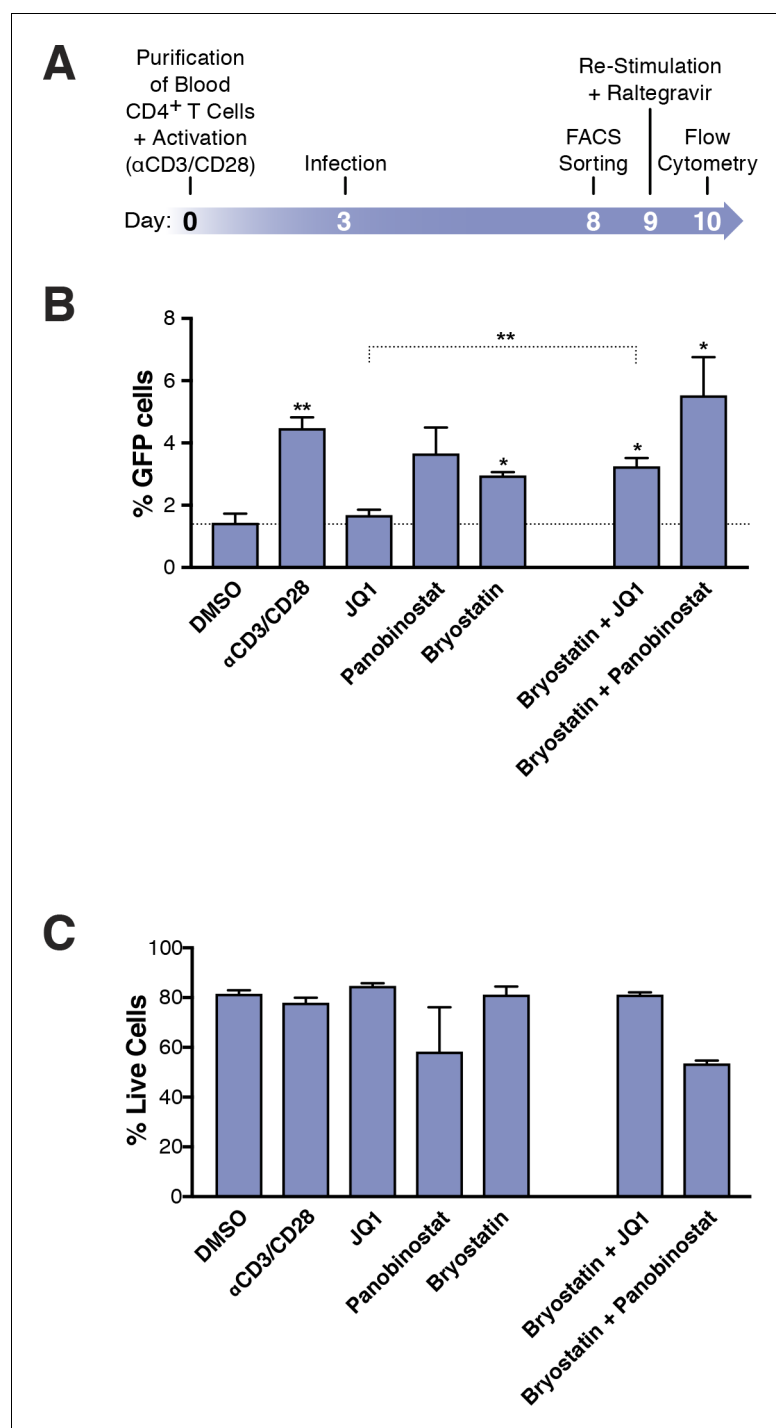 A
Purification
of Blood
CD4+ T Cells
+ Activation
(αCD3/CD28)
Infection
FACS
Sorting
Re-Stimulation
+ Raltegravir
Flow
Cytometry
Day: 0 3 8 9 10
B
% GFP cells
8
6
4
2
0
**
*
**
*
*
DMSO
αCD3/CD28
JQ1
Panobinostat
Bryostatin
Bryostatin + JQ1
Bryostatin + Panobinostat
C
% Live Cells
100
80
60
40
20
0
DMSO
αCD3/CD28
JQ1
Panobinostat
Bryostatin
Bryostatin + JQ1
Bryostatin + Panobinostat